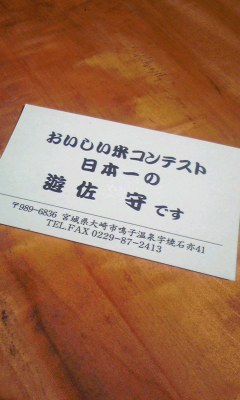 おいしい米コンテスト
日本一の
遊佐 守です
〒989-6836 宮城県大崎市鳴子温泉字焼石亦41
TEL.FAX 0229-87-2413